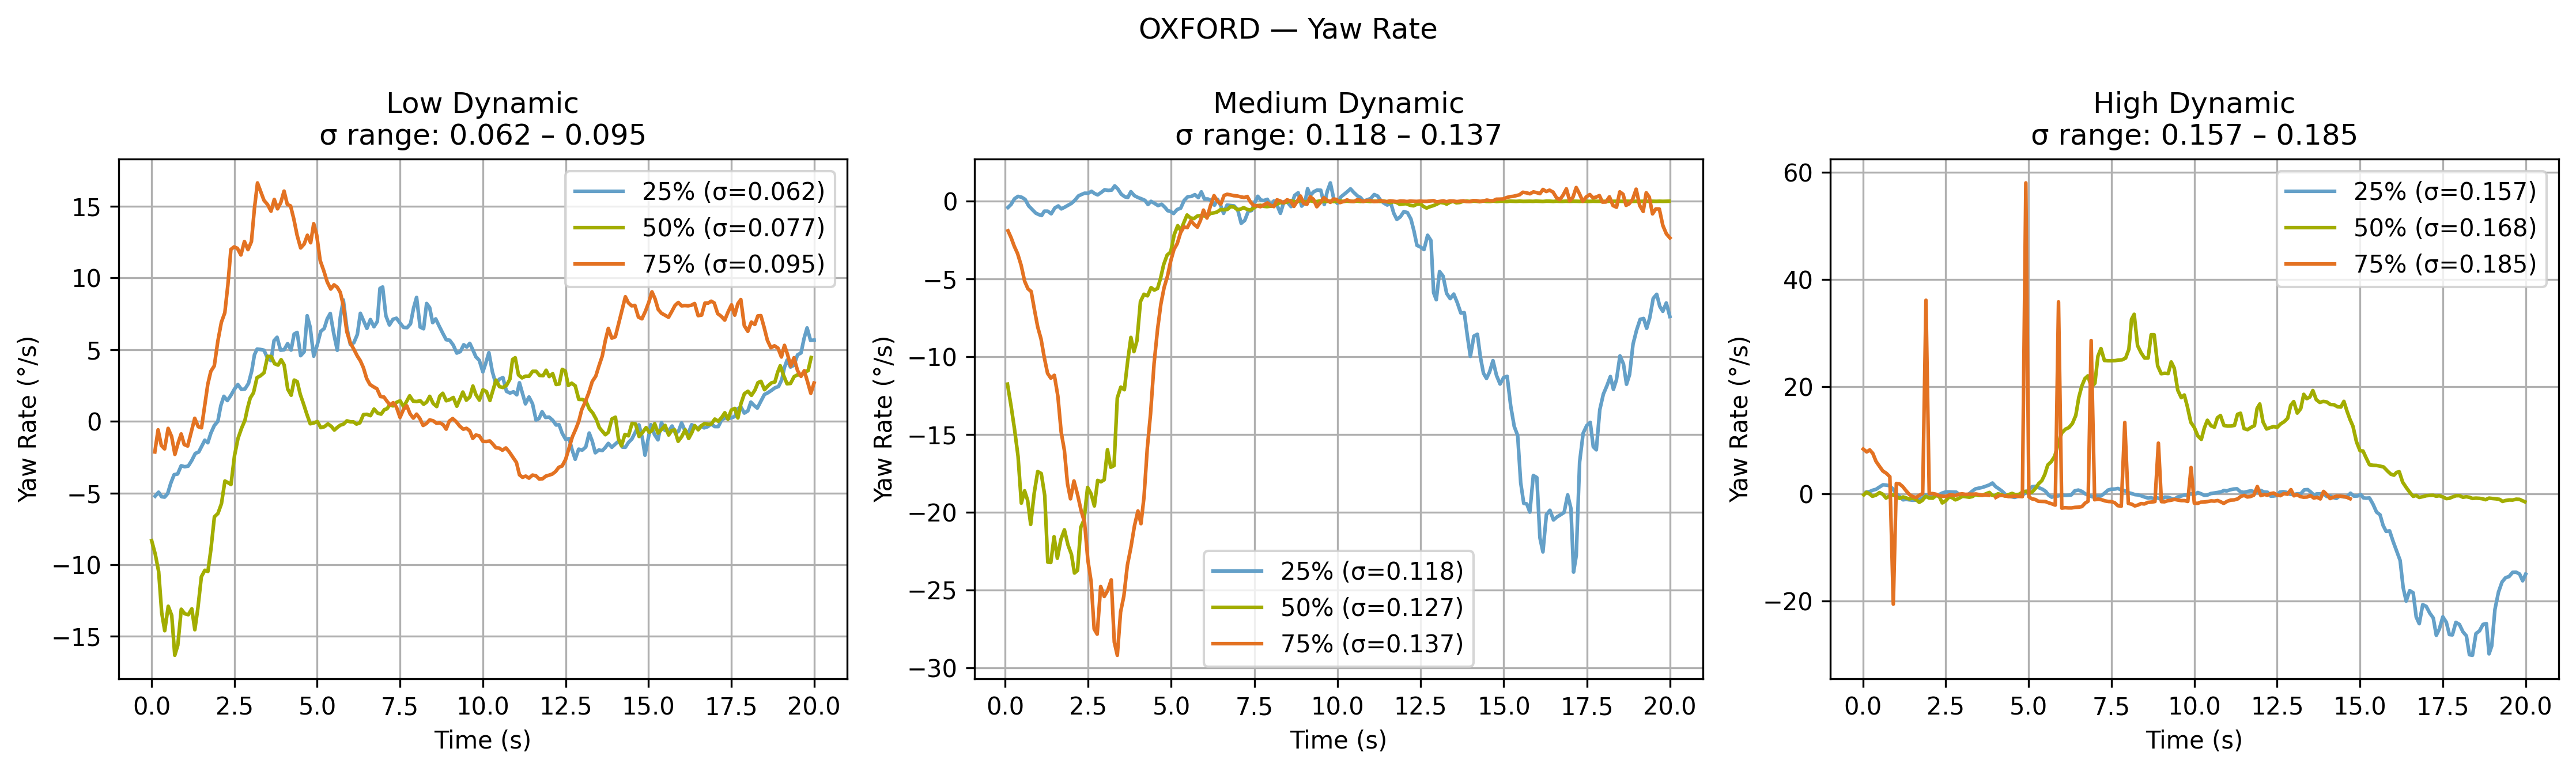 OXFORD — Yaw Rate
Low Dynamic
σ range: 0.062 – 0.095
25% (σ=0.062)
50% (σ=0.077)
75% (σ=0.095)
15
10
5
0
−5
−10
−15
Yaw Rate (°/s)
0.0 2.5 5.0 7.5 10.0 12.5 15.0 17.5 20.0
Time (s)
Medium Dynamic
σ range: 0.118 – 0.137
0
−5
−10
−15
−20
−25
−30
Yaw Rate (°/s)
25% (σ=0.118)
50% (σ=0.127)
75% (σ=0.137)
0.0 2.5 5.0 7.5 10.0 12.5 15.0 17.5 20.0
Time (s)
High Dynamic
σ range: 0.157 – 0.185
25% (σ=0.157)
50% (σ=0.168)
75% (σ=0.185)
60
40
20
0
−20
Yaw Rate (°/s)
0.0 2.5 5.0 7.5 10.0 12.5 15.0 17.5 20.0
Time (s)